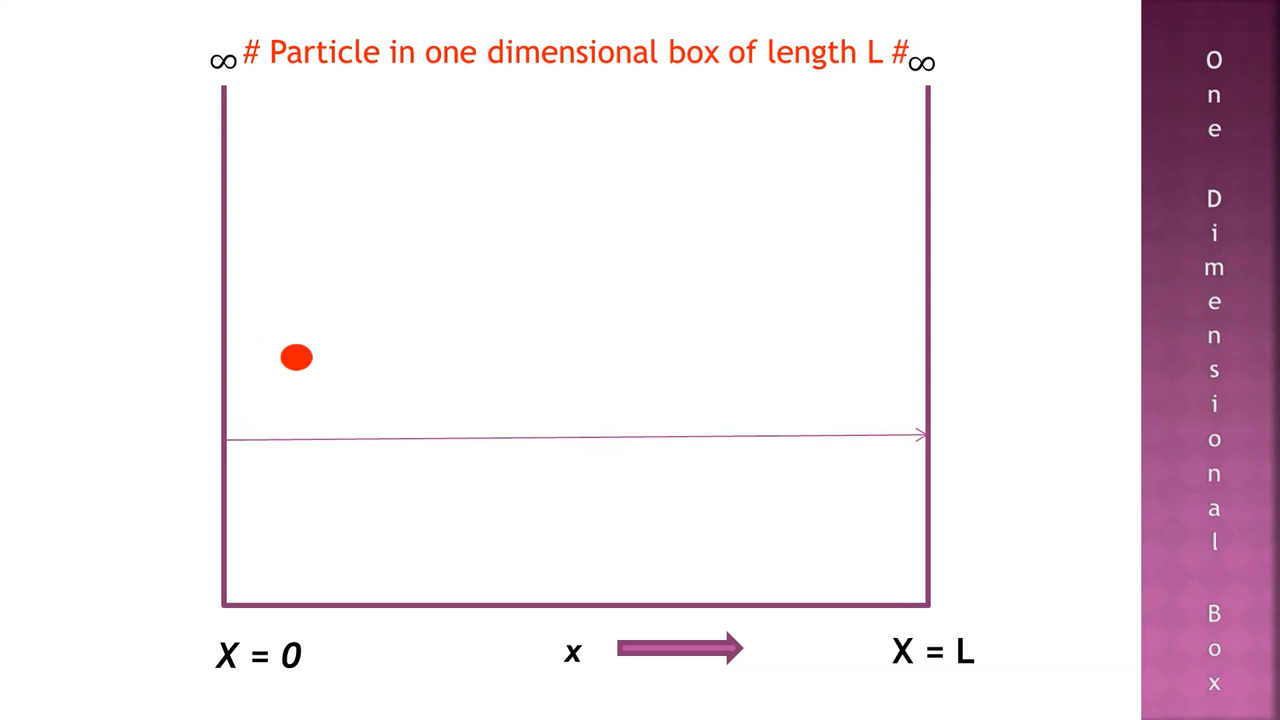 ∞ # Particle in one dimensional box of length L # ∞
X = 0
x
X = L
One Dimensional Box